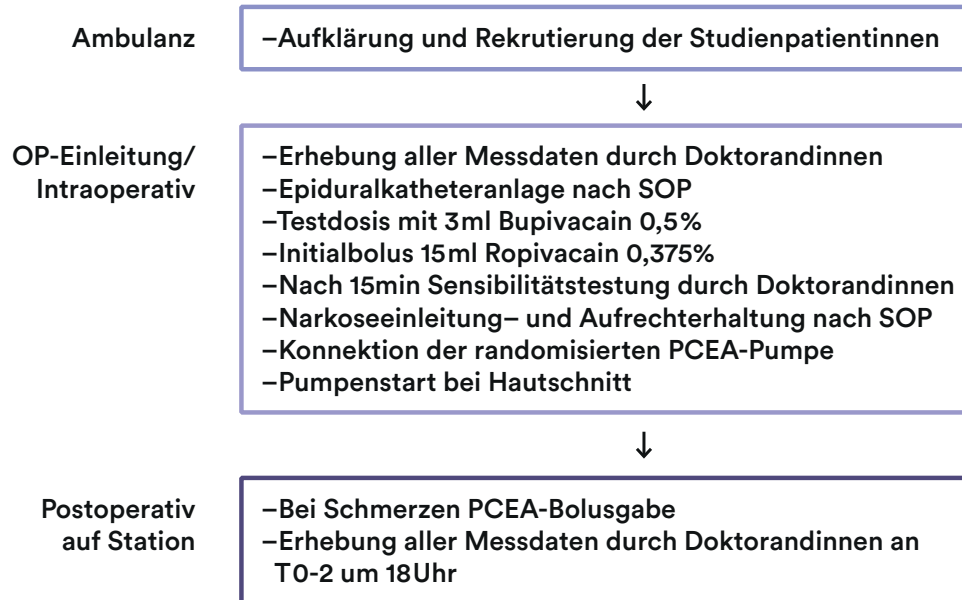 Ambulanz
–Aufklärung und Rekrutierung der Studienpatientinnen
↓
OP-Einleitung/
Intraoperativ
–Erhebung aller Messdaten durch Doktorandinnen
–Epiduralkatheteranlage nach SOP
–Testdosis mit 3ml Bupivacain 0,5%
–Initialbolus 15ml Ropivacain 0,375%
–Nach 15min Sensibilitätstestung durch Doktorandinnen
–Narkoseeinleitung– und Aufrechterhaltung nach SOP
–Konnektion der randomisierten PCEA-Pumpe
–Pumpenstart bei Hautschnitt
↓
Postoperativ
auf Station
–Bei Schmerzen PCEA-Bolusgabe
–Erhebung aller Messdaten durch Doktorandinnen an
T0-2 um 18Uhr